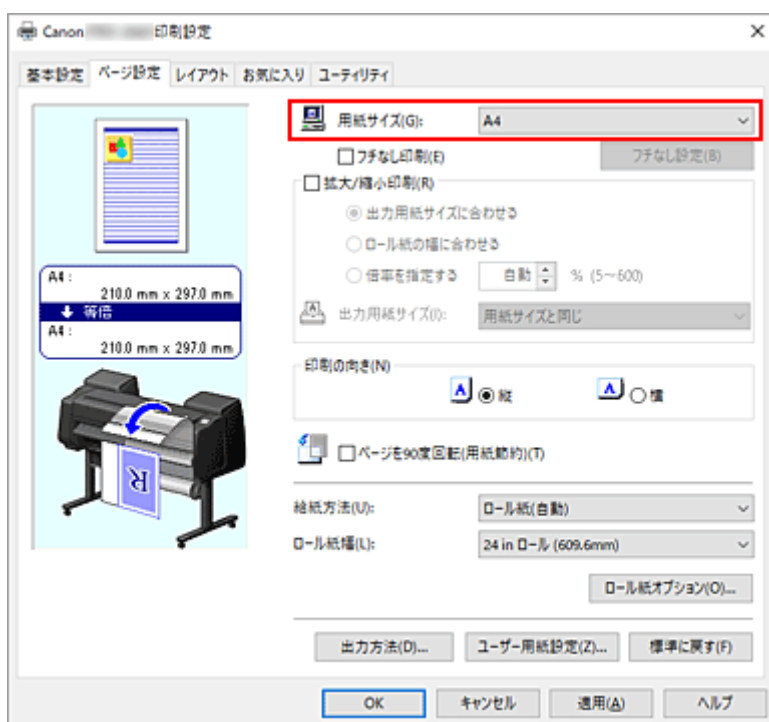 Canon 印刷設定
基本設定 ページ設定 レイアウト お気に入り ユーティリティ
用紙サイズ(G): A4
フチなし印刷(E) フチなし設定(B)
拡大/縮小印刷(R)
出力用紙サイズに合わせる
ロール紙の幅に合わせる
倍率を指定する 自動 % (5～600)
出力用紙サイズ(I): 用紙サイズと同じ
A4 :
210.0 mm x 297.0 mm
等倍
A4 :
210.0 mm x 297.0 mm
印刷の向き(N)
A 縦 A 横
R
ページを90度回転(用紙節約)(T)
給紙方法(U): ロール紙(自動)
ロール紙幅(L): 24 in ロール (609.6mm)
ロール紙オプション(O)...
出力方法(D)... ユーザー用紙設定(Z)... 標準に戻す(F)
OK キャンセル 適用(A) ヘルプ